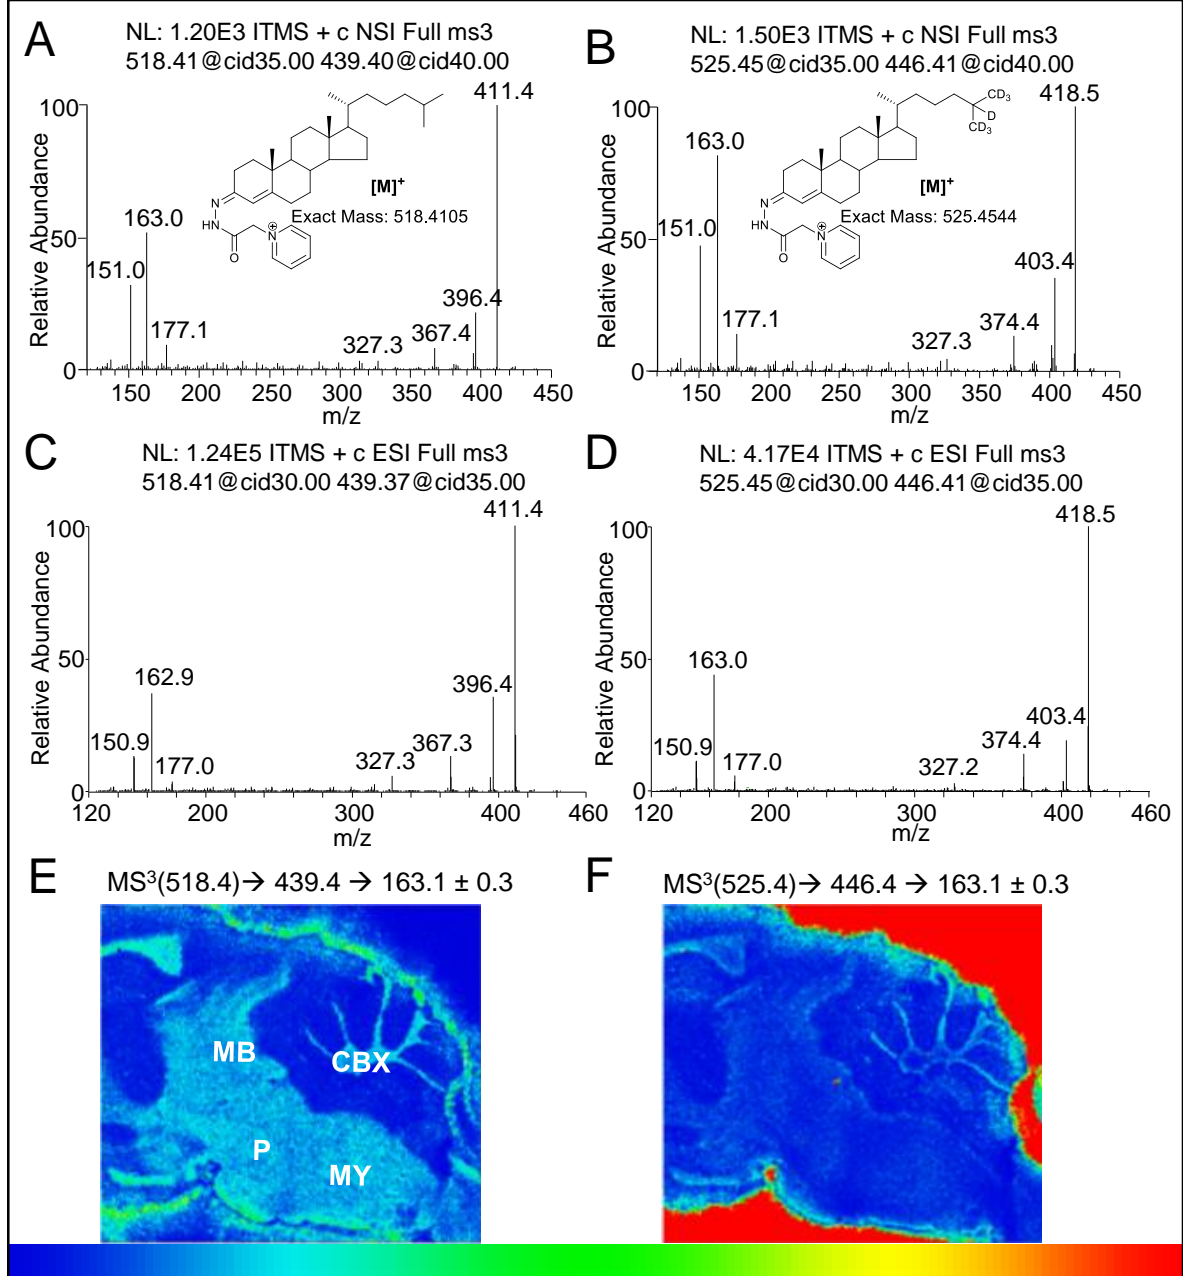 A
NL: 1.20E3 ITMS + c NSI Full ms3
518.41@cid35.00 439.40@cid40.00
Relative Abundance
100
50
0
151.0
163.0
177.1
327.3
367.4
396.4
411.4
N
HN
O
N
⊕
[M]⁺
Exact Mass: 518.4105
150 200 250 300 350 400 450
m/z
B
NL: 1.50E3 ITMS + c NSI Full ms3
525.45@cid35.00 446.41@cid40.00
Relative Abundance
100
50
0
151.0
163.0
177.1
327.3
374.4
403.4
418.5
CD₃
D
CD₃
N
HN
O
N
⊕
[M]⁺
Exact Mass: 525.4544
150 200 250 300 350 400 450
m/z
C
NL: 1.24E5 ITMS + c ESI Full ms3
518.41@cid30.00 439.37@cid35.00
Relative Abundance
100
50
0
150.9
162.9
177.0
327.3
367.3
396.4
411.4
120 200 300 400 460
m/z
D
NL: 4.17E4 ITMS + c ESI Full ms3
525.45@cid30.00 446.41@cid35.00
Relative Abundance
100
50
0
150.9
163.0
177.0
327.2
374.4
403.4
418.5
120 200 300 400 460
m/z
E
MS³(518.4)→ 439.4 → 163.1 ± 0.3
MB
CBX
P
MY
F
MS³(525.4)→ 446.4 → 163.1 ± 0.3